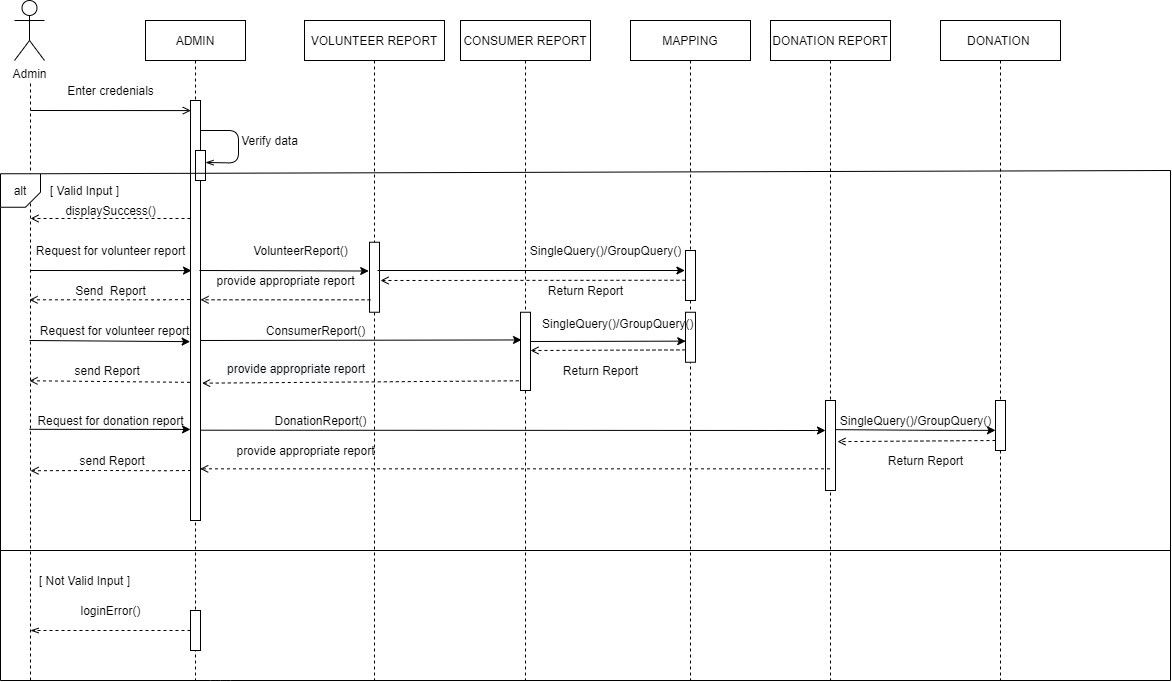 Admin
ADMIN
VOLUNTEER REPORT
CONSUMER REPORT
MAPPING
DONATION REPORT
DONATION
Enter credenials
Verify data
alt
[ Valid Input ]
displaySuccess()
Request for volunteer report
VolunteerReport()
SingleQuery()/GroupQuery()
provide appropriate report
Send Report
Return Report
Request for volunteer report
ConsumerReport()
SingleQuery()/GroupQuery()
send Report
provide appropriate report
Return Report
Request for donation report
DonationReport()
SingleQuery()/GroupQuery()
send Report
provide appropriate report
Return Report
[ Not Valid Input ]
loginError()